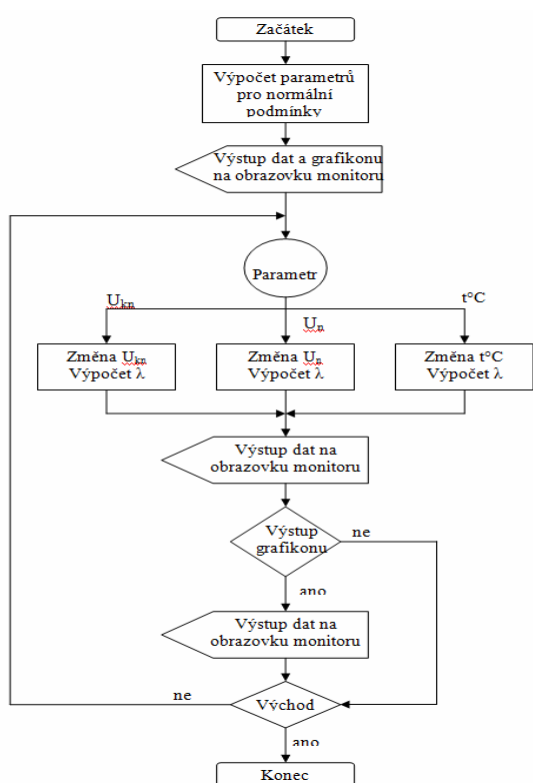 Začátek
Výpočet parametrů
pro normální
podmínky
Výstup dat a grafikonu
na obrazovku monitoru
Parametr
Ukn
Un
t°C
Změna Ukn
Výpočet λ
Změna Un
Výpočet λ
Změna t°C
Výpočet λ
Výstup dat na
obrazovku monitoru
Výstup
grafikonu
ne
ano
Výstup dat na
obrazovku monitoru
ne
Východ
ano
Konec